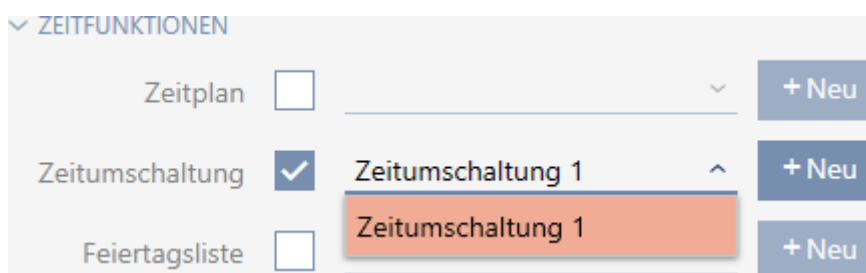 ZEITFUNKTIONEN
Zeitplan + Neu
Zeitumschaltung Zeitumschaltung 1 + Neu
Zeitumschaltung 1
Feiertagsliste + Neu